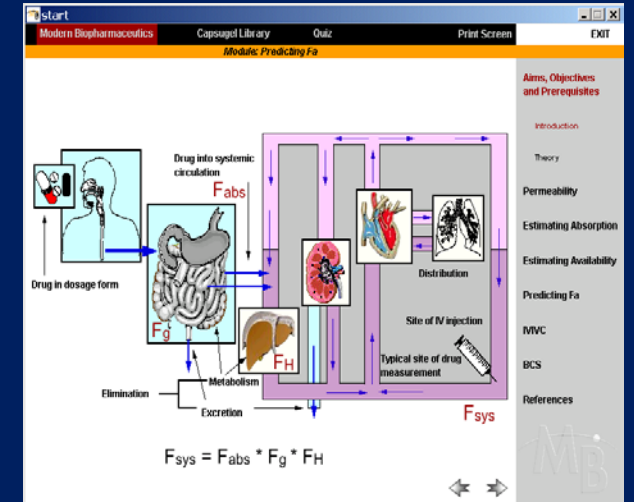 start
Modern Biopharmaceutics Capsugel Library Quiz Print Screen EXIT
Module: Predicting Fa
Aims, Objectives
and Prerequisites
Introduction
Theory
Permeability
Estimating Absorption
Estimating Availability
Predicting Fa
IVIVC
BCS
References
Drug into systemic
circulation
Fabs
Drug in dosage form
Fg
FH
Metabolism
Elimination
Excretion
Distribution
Site of IV injection
Typical site of drug
measurement
Fsys
Fsys = Fabs * Fg * FH
MB